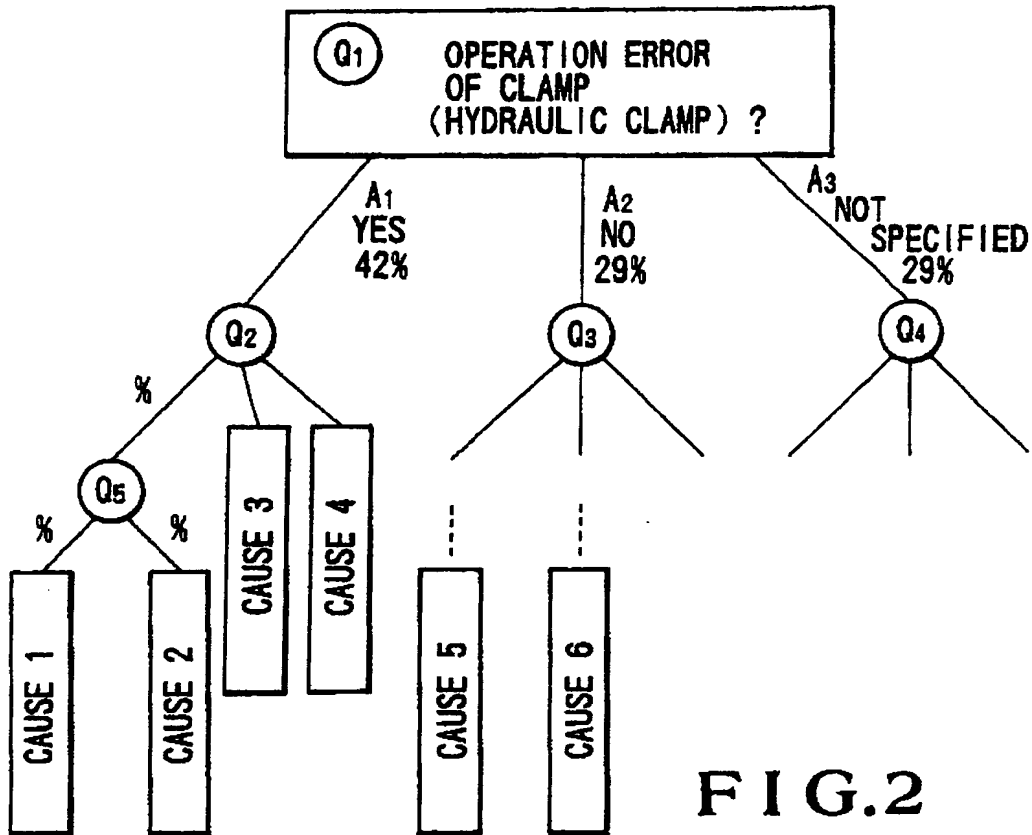 Q1 OPERATION ERROR
OF CLAMP
(HYDRAULIC CLAMP) ?
A1
YES
42%
A2
NO
29%
A3
NOT
SPECIFIED
29%
Q2
Q3
Q4
%
Q5
%
%
CAUSE 1
CAUSE 2
CAUSE 3
CAUSE 4
CAUSE 5
CAUSE 6
FIG.2